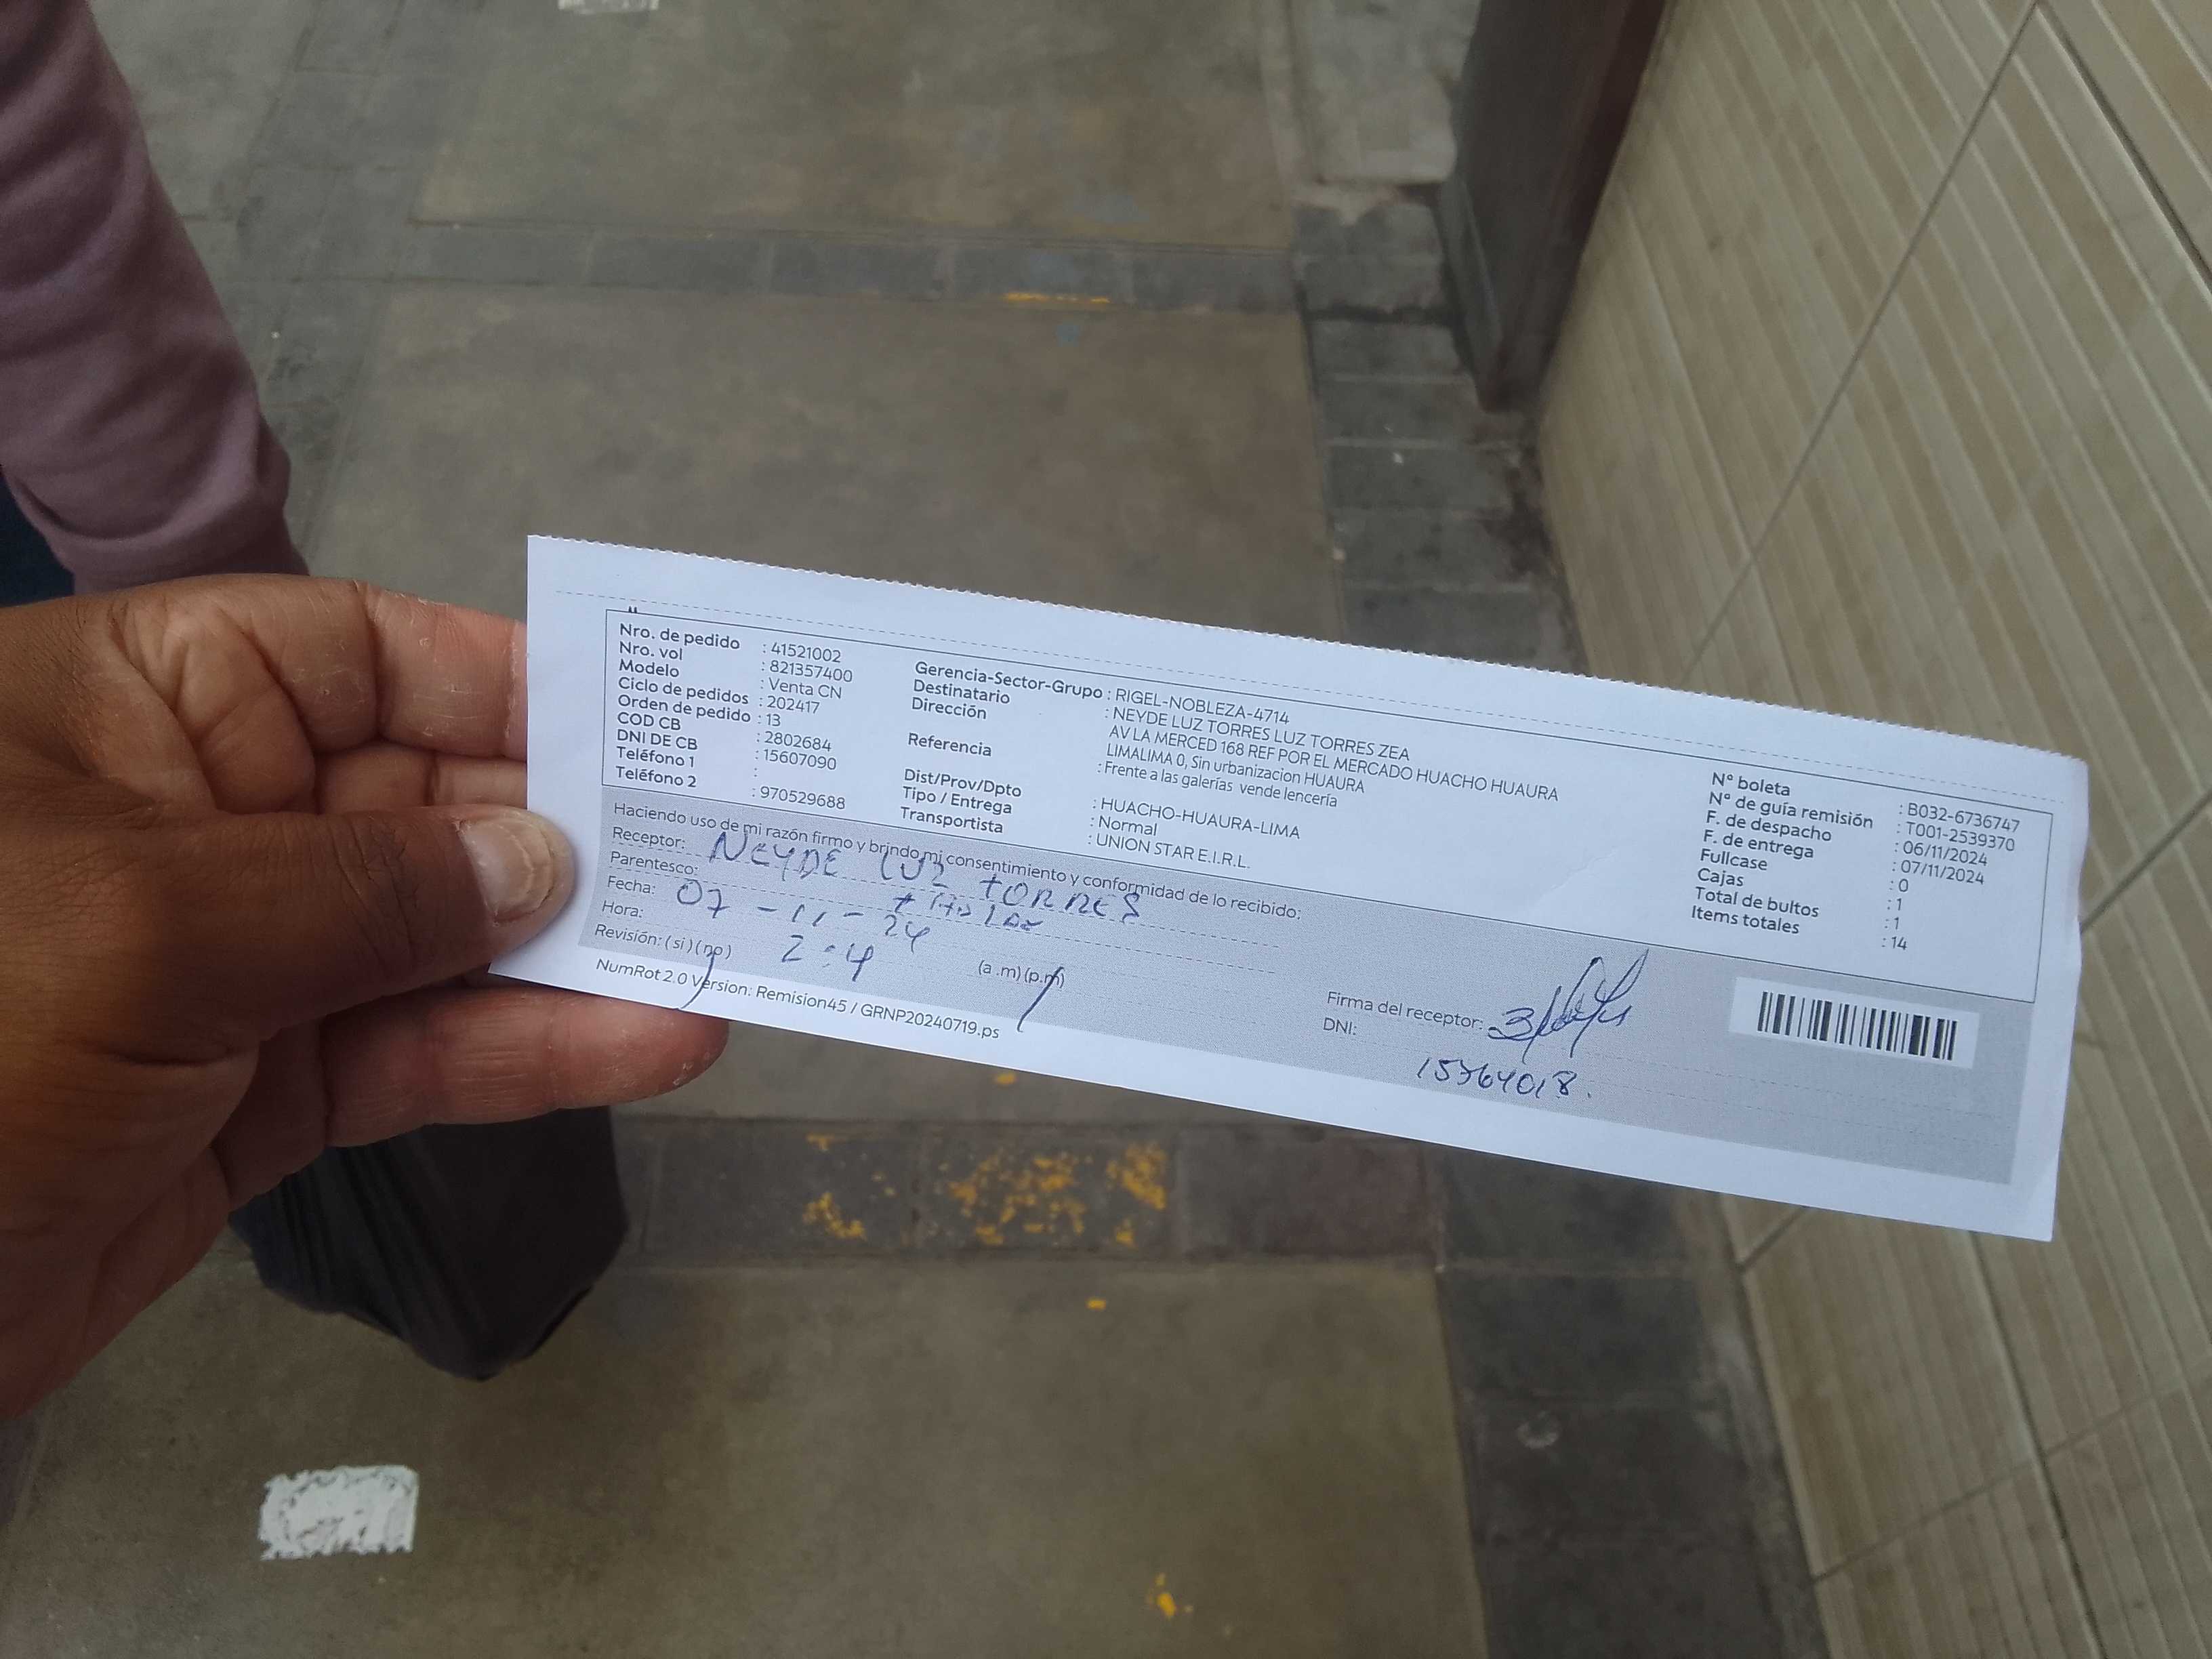 Nro. de pedido : 41521002
Nro. vol : 821357400
Modelo : Venta CN
Ciclo de pedidos : 202417
Orden de pedido : 13
COD CB : 2802684
DNI DE CB : 15607090
Teléfono 1 :
Teléfono 2 : 970529688
Gerencia-Sector-Grupo : RIGEL-NOBLEZA-4714
Destinatario : NEYDE LUZ TORRES LUZ TORRES ZEA
Dirección AV LA MERCED 168 REF POR EL MERCADO HUACHO HUAURA
LIMALIMA 0, Sin urbanizacion HUAURA
Referencia : Frente a las galerías vende lencería
Dist/Prov/Dpto : HUACHO-HUAURA-LIMA
Tipo / Entrega : Normal
Transportista : UNION STAR E.I.R.L.
N° boleta : B032-6736747
N° de guía remisión : T001-2539370
F. de despacho : 06/11/2024
F. de entrega : 07/11/2024
Fullcase : 0
Cajas : 1
Total de bultos : 1
Items totales : 14
Haciendo uso de mi razón firmo y brindo mi consentimiento y conformidad de lo recibido:
Receptor: NEYDE LUZ TORRES
Parentesco: titular
Fecha: 07-11-24
Hora: 2:4 (a .m) (p.m)
Revisión: ( si ) ( no )
Firma del receptor:
DNI:
NumRot 2.0 Version: Remision45 / GRNP20240719.ps